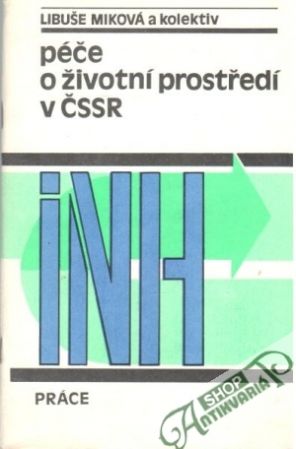 LIBUŠE MIKOVÁ a kolektiv
péče
o životní prostředí
v ČSSR
iNH
PRÁCE
SHOP
ANTIKVARIAT